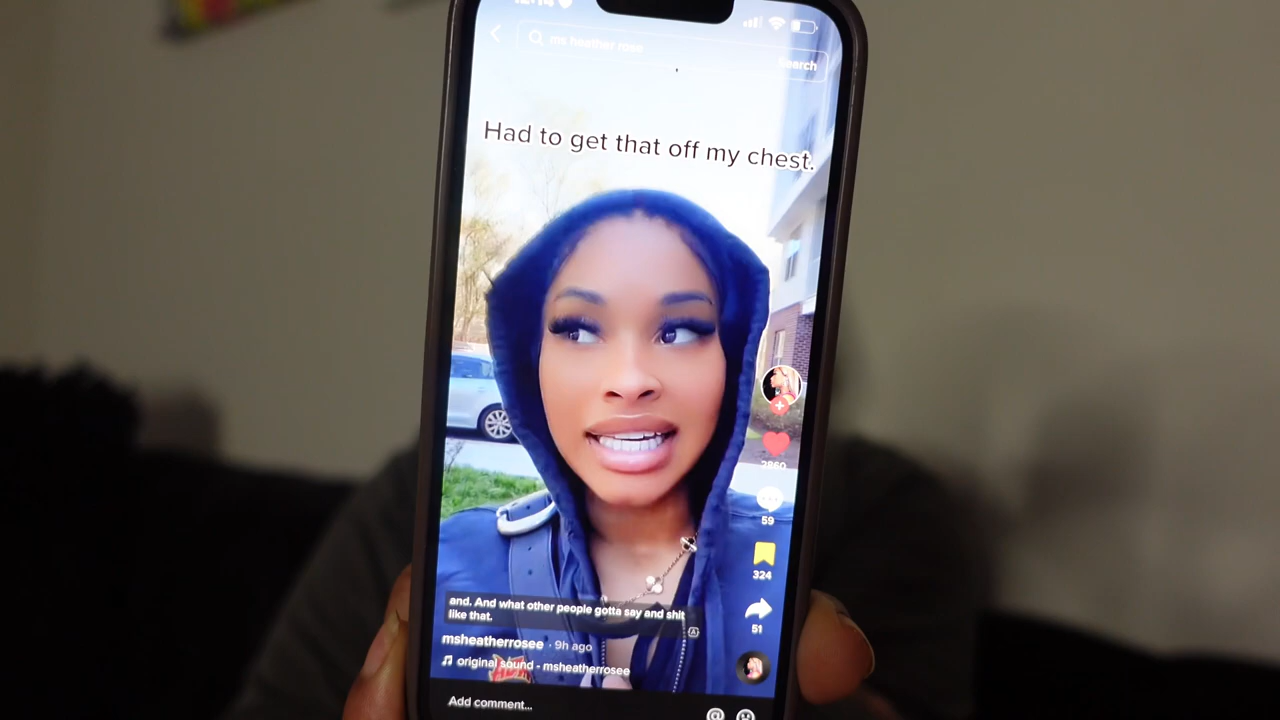 ms heather rose
Search
Had to get that off my chest.
2860
59
324
51
and. And what other people gotta say and shit
like that.
msheatherrosee · 9h ago
original sound - msheatherrosee
Add comment...
@